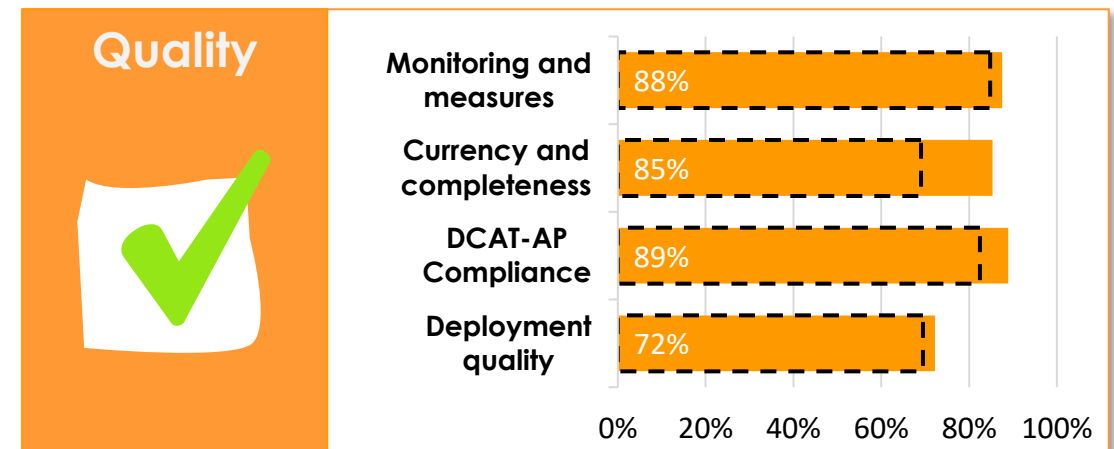 Quality
Monitoring and
measures
88%
Currency and
completeness
85%
DCAT-AP
Compliance
89%
Deployment
quality
72%
0% 20% 40% 60% 80% 100%